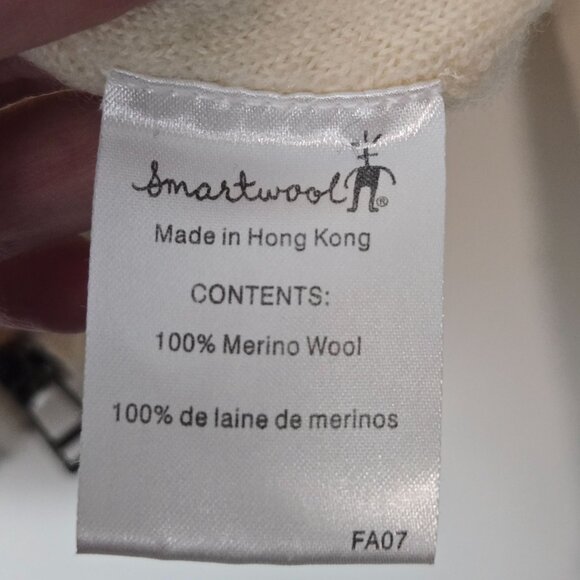 Smartwool ®
Made in Hong Kong
CONTENTS:
100% Merino Wool
100% de laine de merinos
FA07